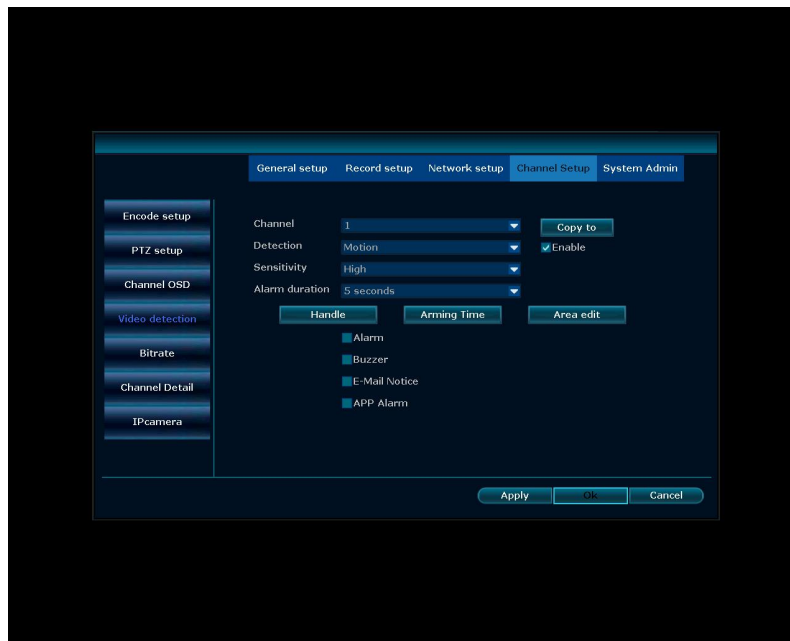 General setup Record setup Network setup Channel Setup System Admin
Encode setup
PTZ setup
Channel OSD
Video detection
Bitrate
Channel Detail
IPcamera
Channel 1 Copy to
Detection Motion Enable
Sensitivity High
Alarm duration 5 seconds
Handle Arming Time Area edit
Alarm
Buzzer
E-Mail Notice
APP Alarm
Apply Ok Cancel